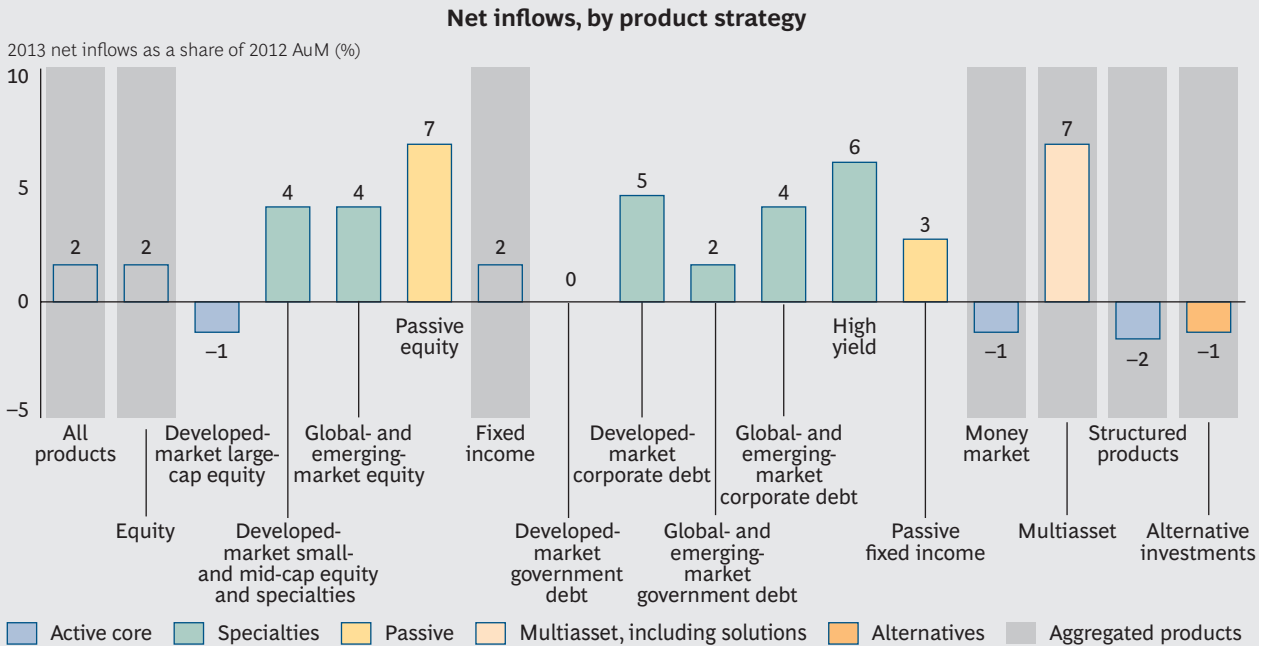 Net inflows, by product strategy
2013 net inflows as a share of 2012 AuM (%)
10
5
0
–5
2
2
–1
4
4
7
2
0
5
2
4
6
3
–1
7
–2
–1
All
products
Equity
Developed-
market large-
cap equity
Developed-
market small-
and mid-cap equity
and specialties
Global- and
emerging-
market equity
Passive
equity
Fixed
income
Developed-
market
government
debt
Developed-
market
corporate debt
Global- and
emerging-
market
government debt
Global- and
emerging-
market
corporate debt
High
yield
Passive
fixed income
Money
market
Multiasset
Structured
products
Alternative
investments
Active core
Specialties
Passive
Multiasset, including solutions
Alternatives
Aggregated products